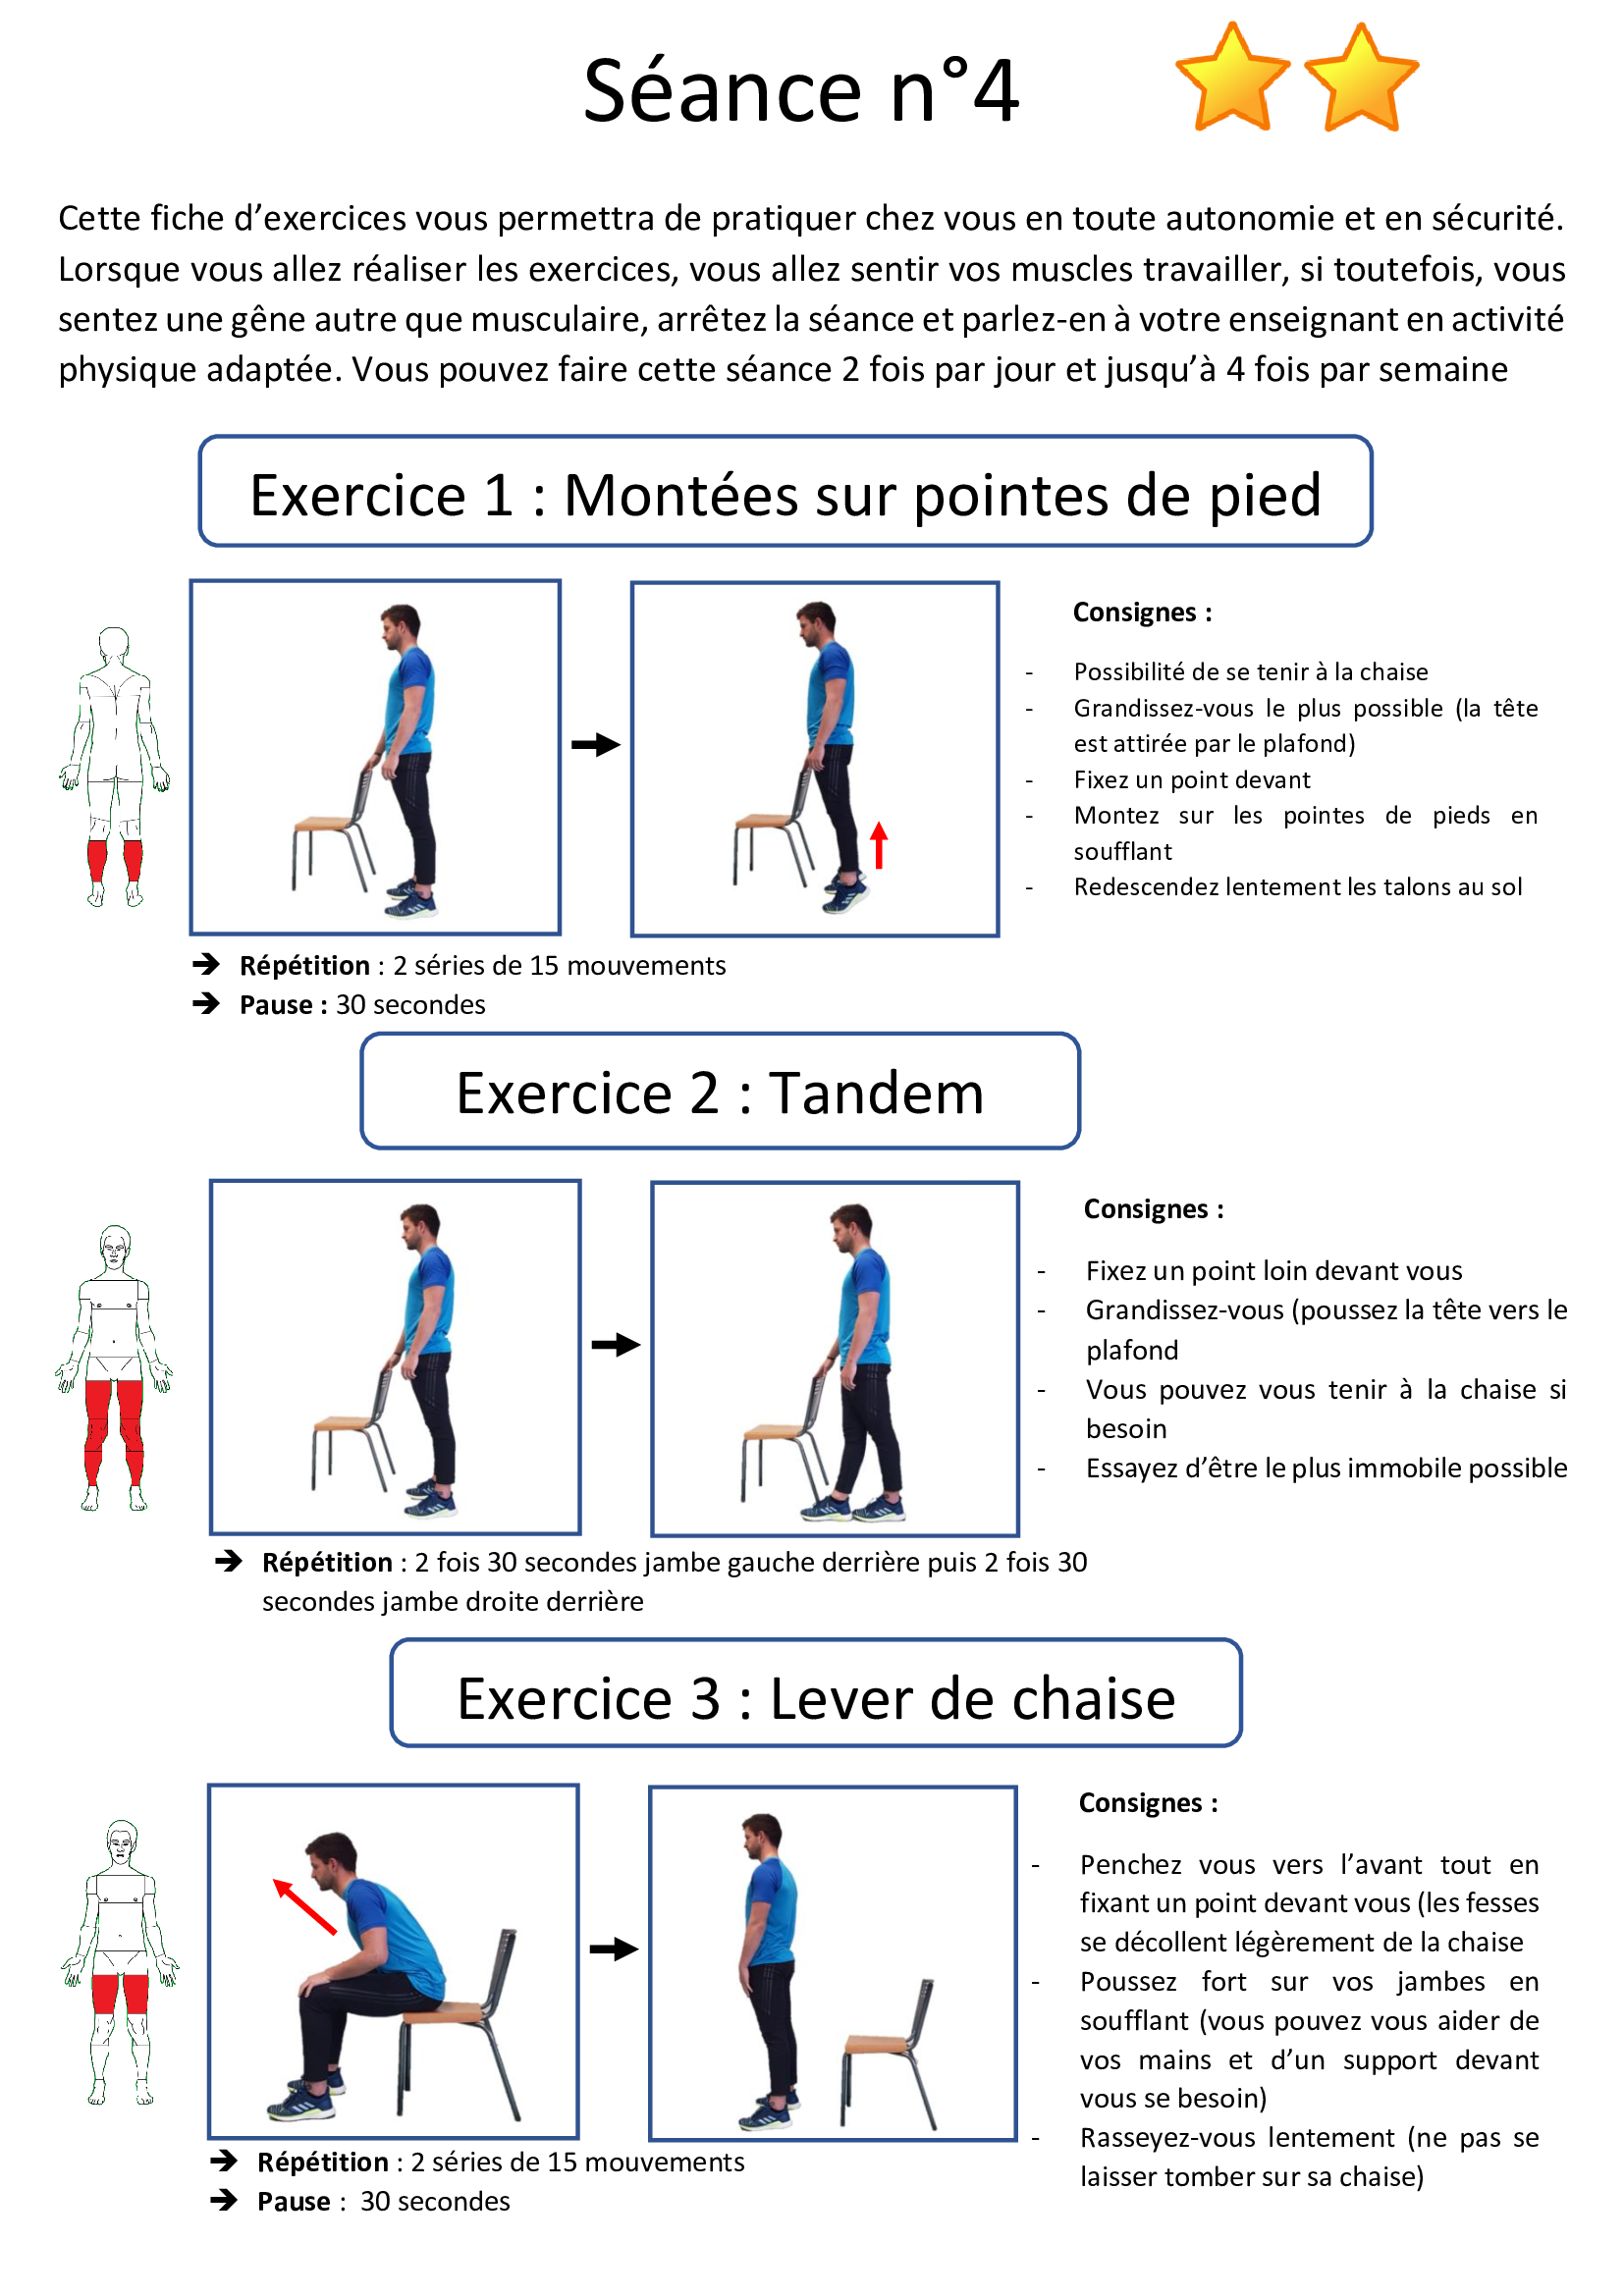 Séance n°4
Cette fiche d’exercices vous permettra de pratiquer chez vous en toute autonomie et en sécurité.
Lorsque vous allez réaliser les exercices, vous allez sentir vos muscles travailler, si toutefois, vous
sentez une gêne autre que musculaire, arrêtez la séance et parlez-en à votre enseignant en activité
physique adaptée. Vous pouvez faire cette séance 2 fois par jour et jusqu’à 4 fois par semaine
Exercice 1 : Montées sur pointes de pied
Consignes :
- Possibilité de se tenir à la chaise
- Grandissez-vous le plus possible (la tête
est attirée par le plafond)
- Fixez un point devant
- Montez sur les pointes de pieds en
soufflant
- Redescendez lentement les talons au sol
➔ Répétition : 2 séries de 15 mouvements
➔ Pause : 30 secondes
Exercice 2 : Tandem
Consignes :
- Fixez un point loin devant vous
- Grandissez-vous (poussez la tête vers le
plafond
- Vous pouvez vous tenir à la chaise si
besoin
- Essayez d’être le plus immobile possible
➔ Répétition : 2 fois 30 secondes jambe gauche derrière puis 2 fois 30
secondes jambe droite derrière
Exercice 3 : Lever de chaise
Consignes :
- Penchez vous vers l’avant tout en
fixant un point devant vous (les fesses
se décollent légèrement de la chaise
- Poussez fort sur vos jambes en
soufflant (vous pouvez vous aider de
vos mains et d’un support devant
vous se besoin)
- Rasseyez-vous lentement (ne pas se
laisser tomber sur sa chaise)
➔ Répétition : 2 séries de 15 mouvements
➔ Pause : 30 secondes